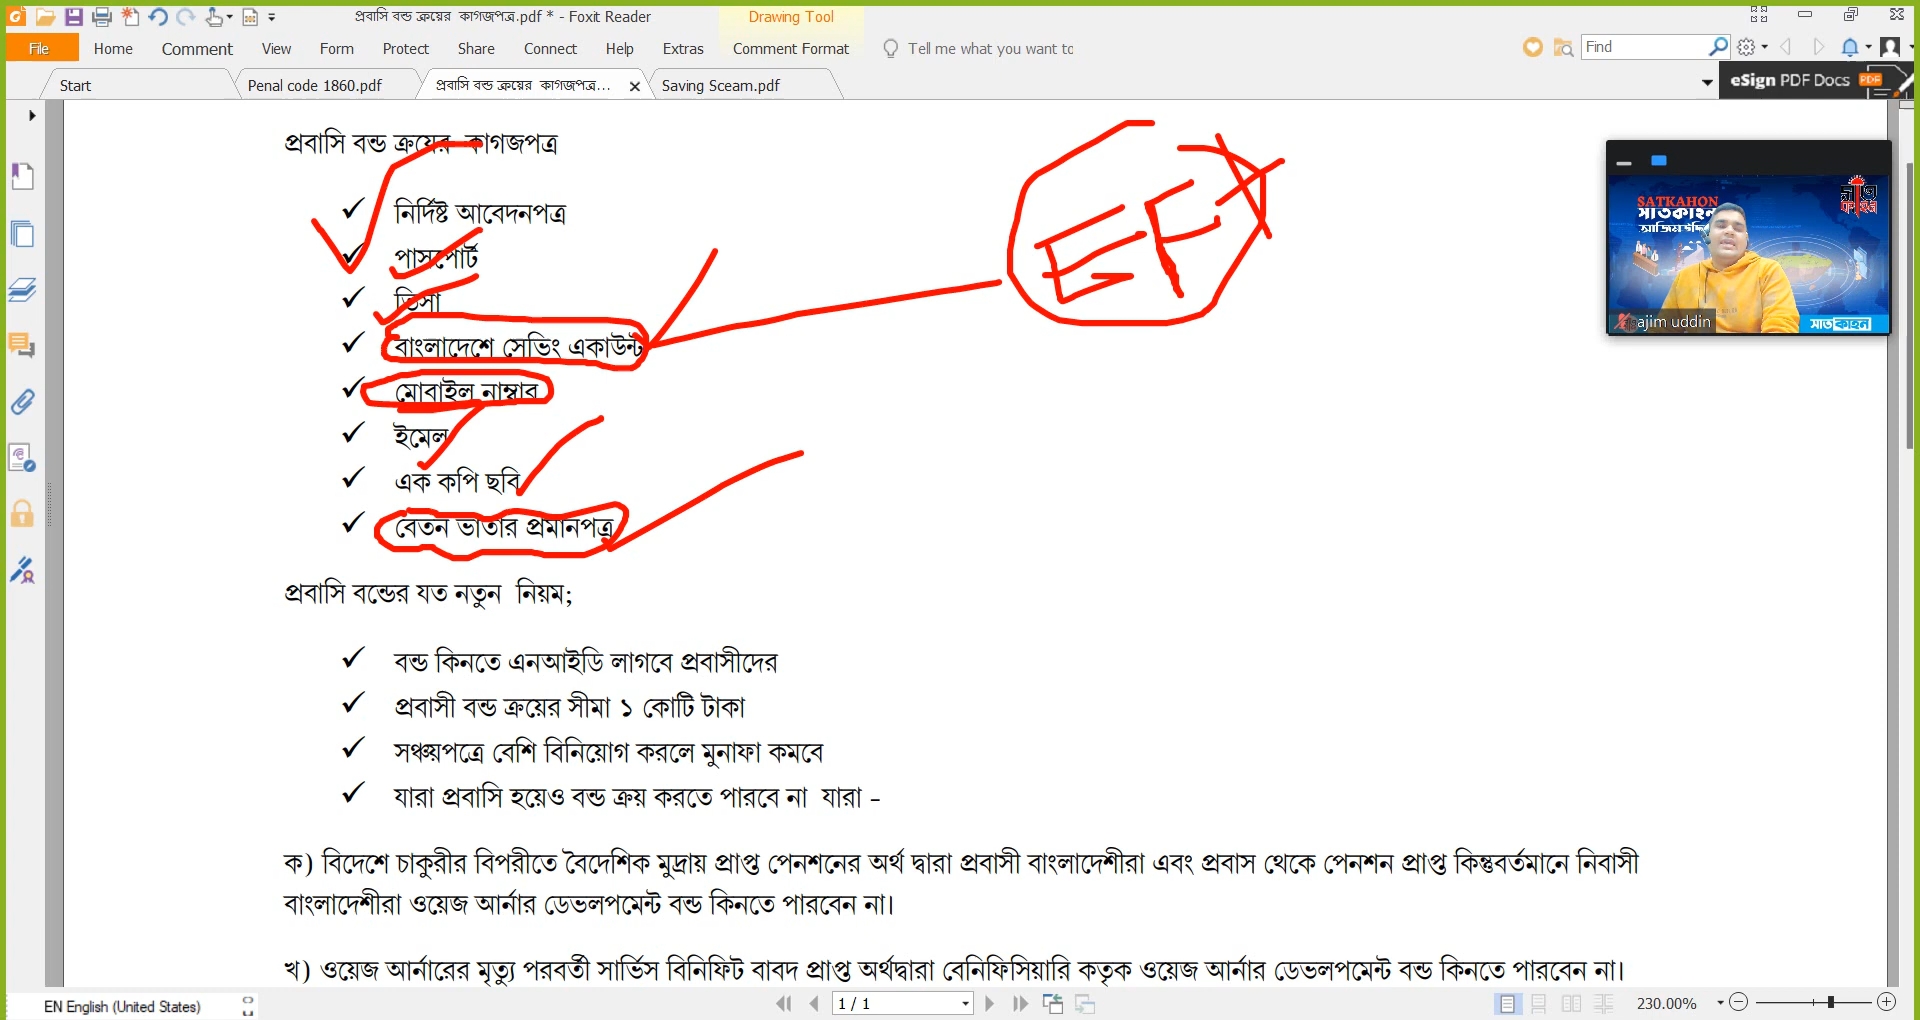 প্রবাসি বন্ড ক্রয়ের কাগজপত্র.pdf * - Foxit Reader
Drawing Tool
File Home Comment View Form Protect Share Connect Help Extras Comment Format Tell me what you want to Find
Start Penal code 1860.pdf প্রবাসি বন্ড ক্রয়ের কাগজপত্র... Saving Sceam.pdf
eSign PDF Docs PDF
প্রবাসি বন্ড ক্রয়ের কাগজপত্র
✓ নির্দিষ্ট আবেদনপত্র
✓ পাসপোর্ট
✓ ভিসা
✓ বাংলাদেশে সেভিং একাউন্ট
✓ মোবাইল নাম্বার
✓ ইমেল
✓ এক কপি ছবি
✓ বেতন ভাতার প্রমানপত্র
SATKAHON
সাতকাহন
ajim uddin
সাতকাহন
প্রবাসি বন্ডের যত নতুন নিয়ম;
✓ বন্ড কিনতে এনআইডি লাগবে প্রবাসীদের
✓ প্রবাসী বন্ড ক্রয়ের সীমা ১ কোটি টাকা
✓ সঞ্চয়পত্রে বেশি বিনিয়োগ করলে মুনাফা কমবে
✓ যারা প্রবাসি হয়েও বন্ড ক্রয় করতে পারবে না যারা -
ক) বিদেশে চাকুরীর বিপরীতে বৈদেশিক মুদ্রায় প্রাপ্ত পেনশনের অর্থ দ্বারা প্রবাসী বাংলাদেশীরা এবং প্রবাস থেকে পেনশন প্রাপ্ত কিন্তুবর্তমানে নিবাসী
বাংলাদেশীরা ওয়েজ আর্নার ডেভলপমেন্ট বন্ড কিনতে পারবেন না।
খ) ওয়েজ আর্নারের মৃত্যু পরবর্তী সার্ভিস বিনিফিট বাবদ প্রাপ্ত অর্থদ্বারা বেনিফিসিয়ারি কতৃক ওয়েজ আর্নার ডেভলপমেন্ট বন্ড কিনতে পারবেন না।
EN English (United States)
1 / 1
230.00%